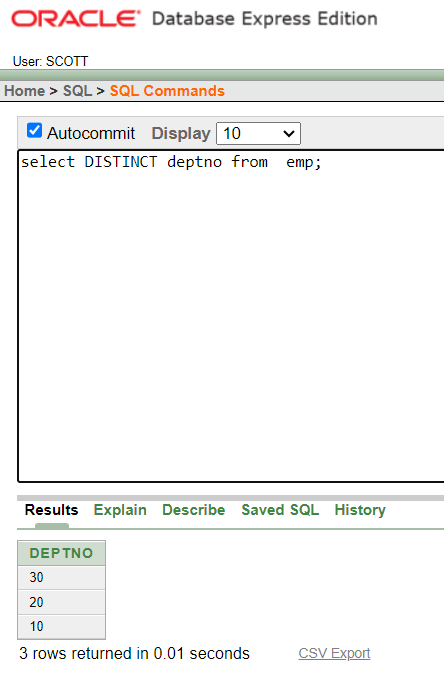 ORACLE® Database Express Edition
User: SCOTT
Home > SQL > SQL Commands
Autocommit Display 10
select DISTINCT deptno from  emp;
Results Explain Describe Saved SQL History
DEPTNO
30
20
10
3 rows returned in 0.01 seconds CSV Export